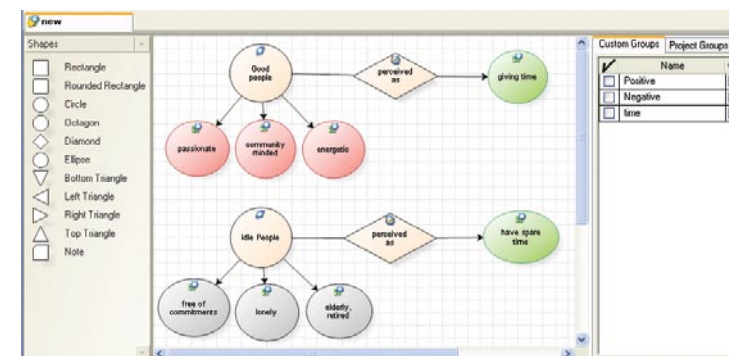 new
Shapes
Rectangle
Rounded Rectangle
Circle
Octagon
Diamond
Ellipse
Bottom Triangle
Left Triangle
Right Triangle
Top Triangle
Note
Good
people
perceived
as
giving time
passionate
community
minded
energetic
Idle People
perceived
as
have spare
time
free of
commitments
lonely
elderly,
retired
Custom Groups
Project Groups
Name
Positive
Negative
time